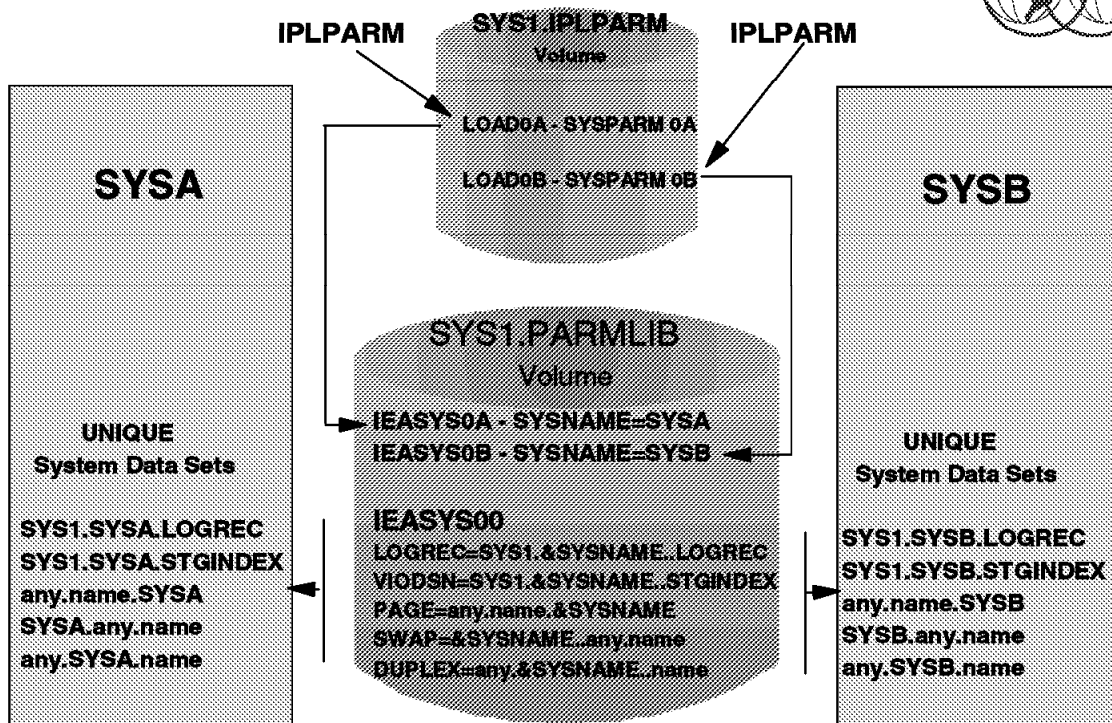 IPLPARM
SYS1.IPLPARM
Volume
IPLPARM
LOAD0A - SYSPARM 0A
LOAD0B - SYSPARM 0B
SYSA
UNIQUE
System Data Sets
SYS1.SYSA.LOGREC
SYS1.SYSA.STGINDEX
any.name.SYSA
SYSA.any.name
any.SYSA.name
SYS1.PARMLIB
Volume
IEASYS0A - SYSNAME=SYSA
IEASYS0B - SYSNAME=SYSB
IEASYS00
LOGREC=SYS1.&SYSNAME..LOGREC
VIODSN=SYS1.&SYSNAME..STGINDEX
PAGE=any.name.&SYSNAME
SWAP=&SYSNAME..any.name
DUPLEX=any.&SYSNAME..name
SYSB
UNIQUE
System Data Sets
SYS1.SYSB.LOGREC
SYS1.SYSB.STGINDEX
any.name.SYSB
SYSB.any.name
any.SYSB.name